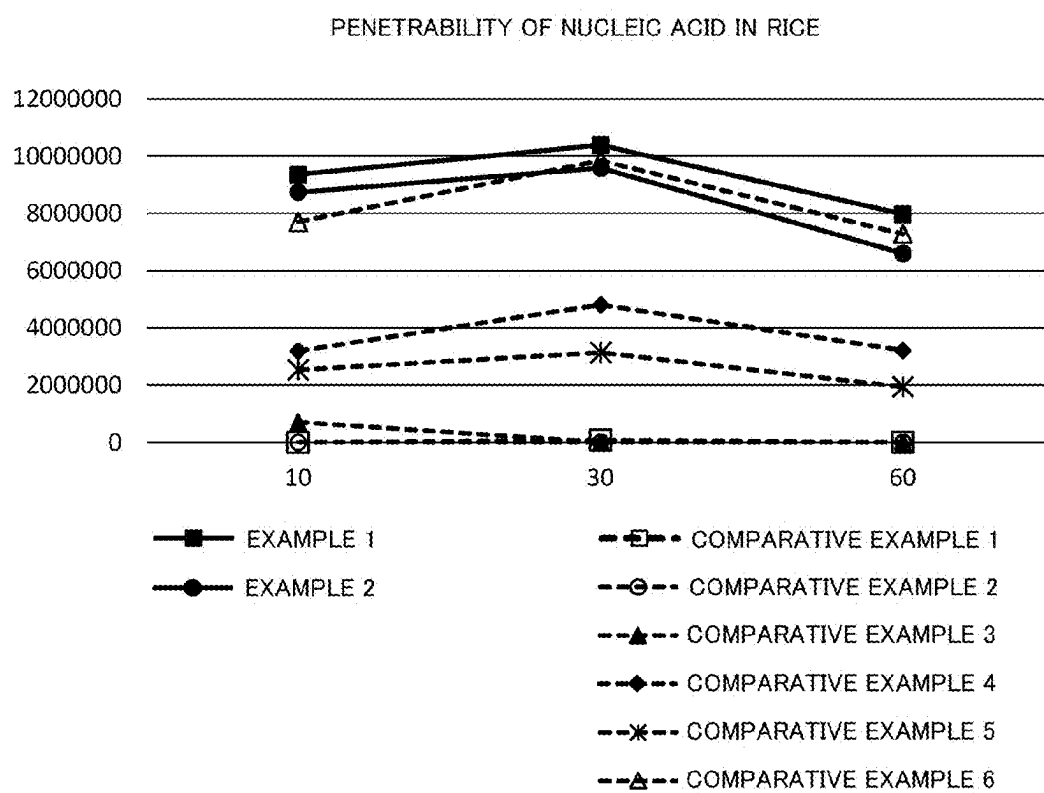 PENETRABILITY OF NUCLEIC ACID IN RICE
12000000
10000000
8000000
6000000
4000000
2000000
0
10 30 60
EXAMPLE 1
EXAMPLE 2
COMPARATIVE EXAMPLE 1
COMPARATIVE EXAMPLE 2
COMPARATIVE EXAMPLE 3
COMPARATIVE EXAMPLE 4
COMPARATIVE EXAMPLE 5
COMPARATIVE EXAMPLE 6